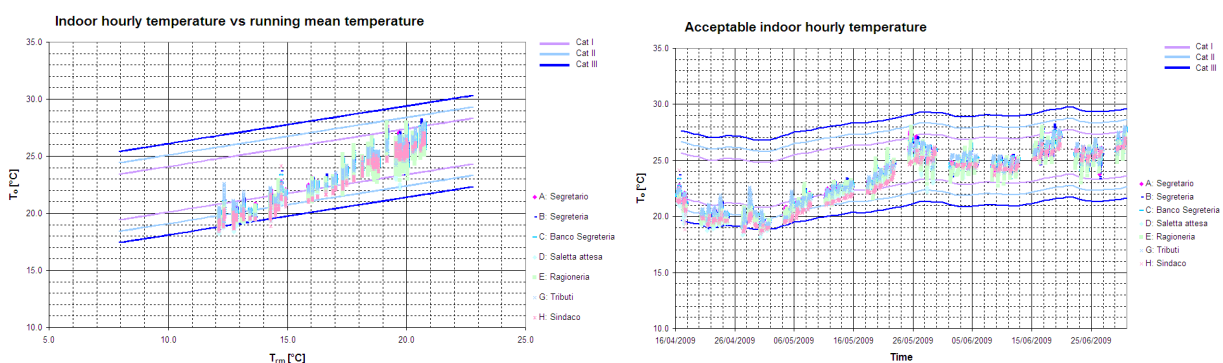 Indoor hourly temperature vs running mean temperature
35.0
30.0
25.0
20.0
15.0
10.0
To [°C]
5.0
10.0
15.0
20.0
25.0
Trm [°C]
Cat I
Cat II
Cat III
A: Segretario
B: Segreteria
C: Banco Segreteria
D: Saletta attesa
E: Ragioneria
G: Tributi
H: Sindaco
Acceptable indoor hourly temperature
35.0
30.0
25.0
20.0
15.0
10.0
To [°C]
16/04/2009
26/04/2009
06/05/2009
16/05/2009
26/05/2009
05/06/2009
15/06/2009
25/06/2009
Time
Cat I
Cat II
Cat III
A: Segretario
B: Segreteria
C: Banco Segreteria
D: Saletta attesa
E: Ragioneria
G: Tributi
H: Sindaco